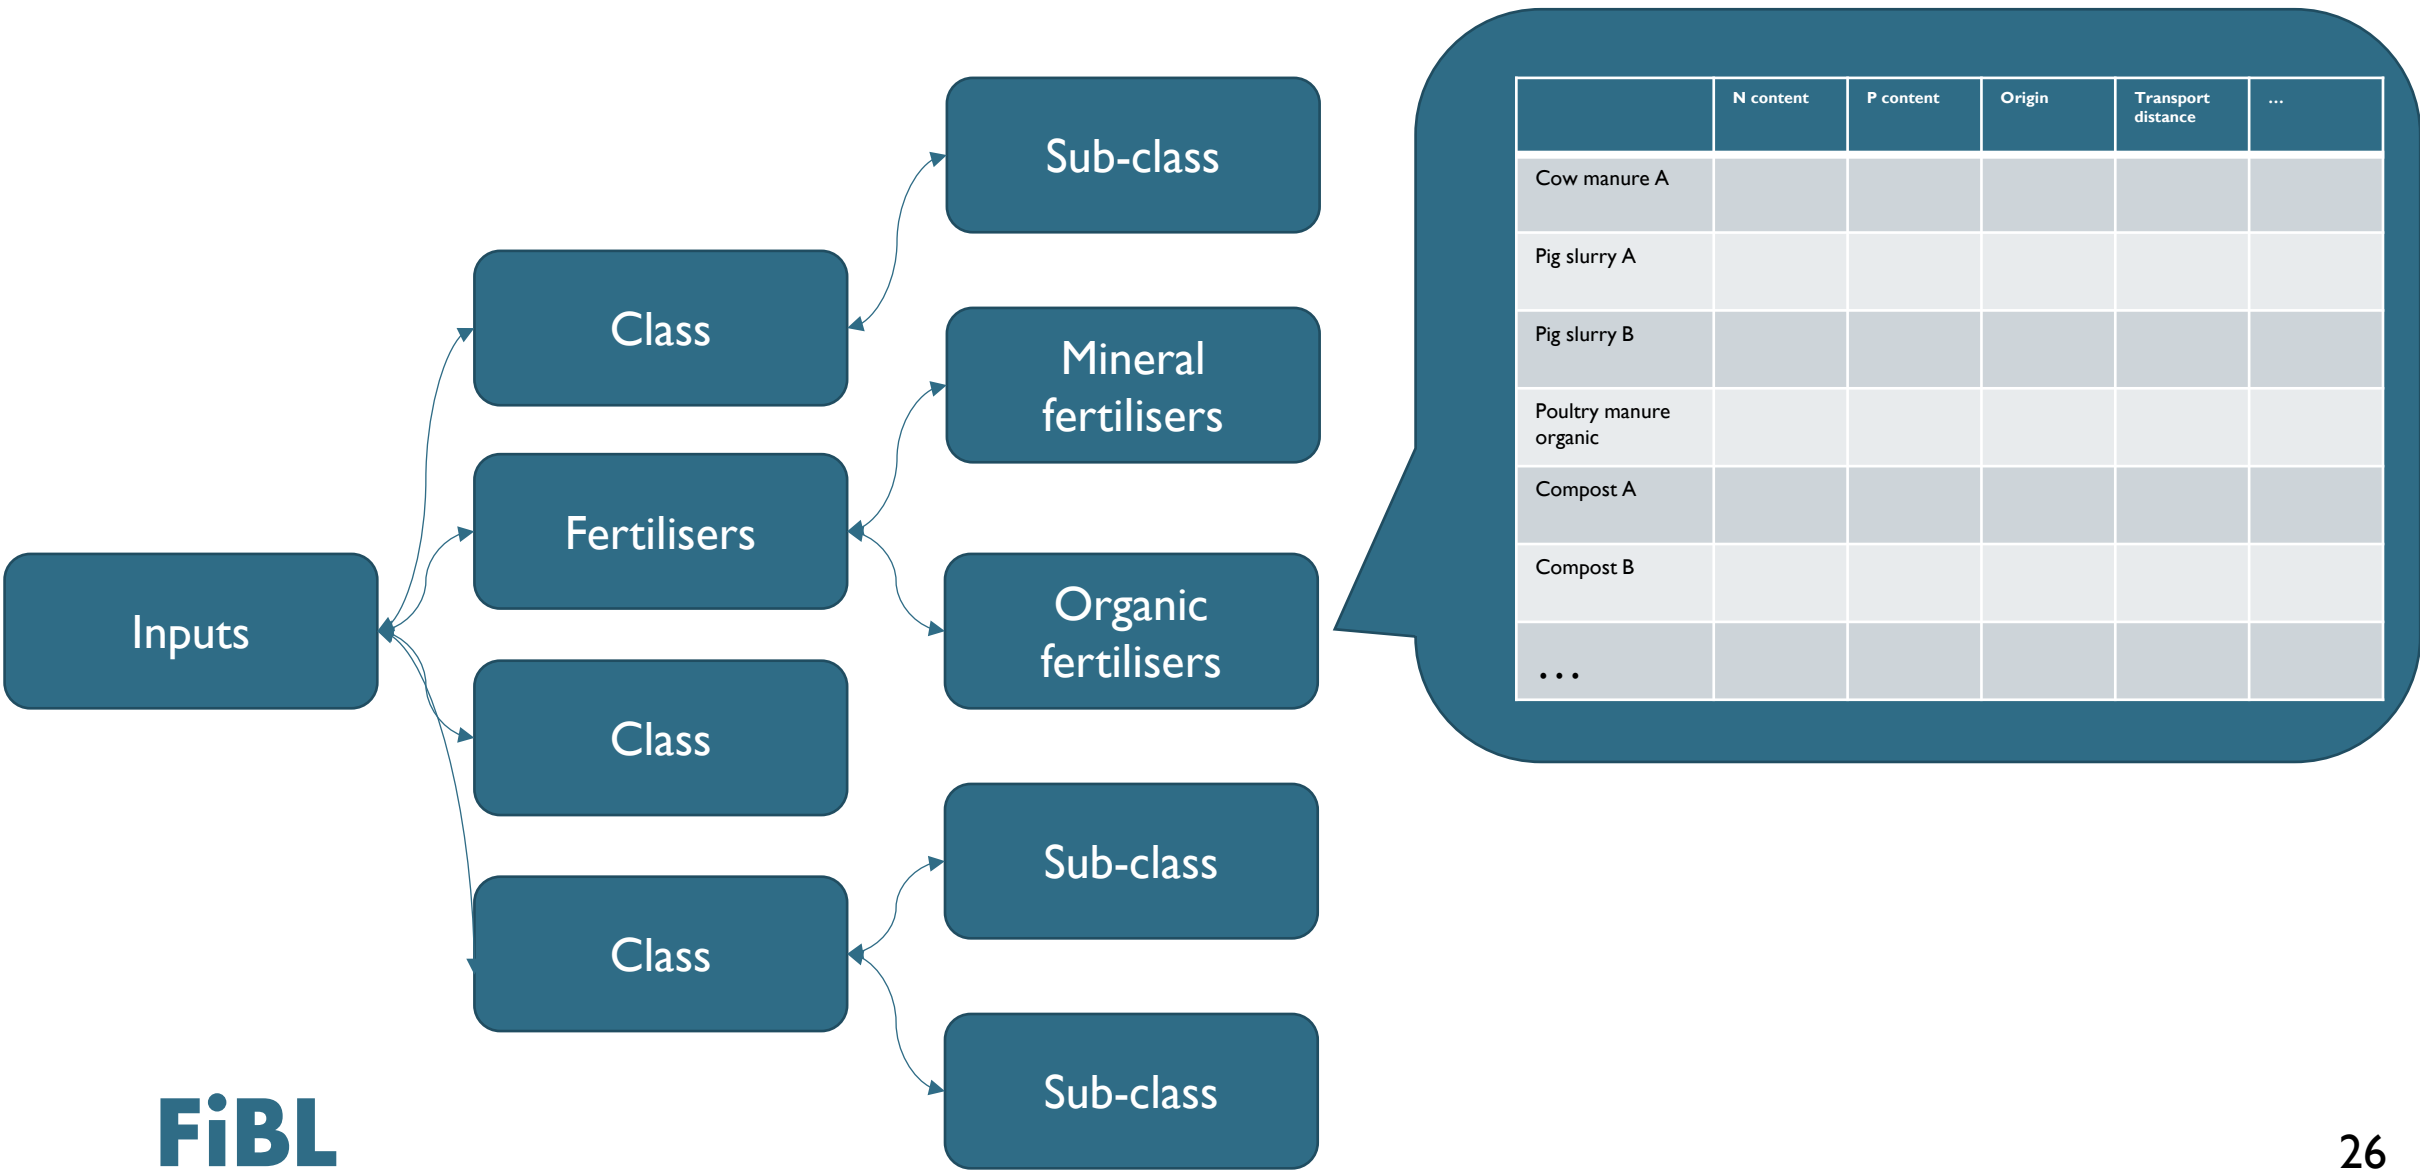 Inputs
Class
Fertilisers
Class
Class
Sub-class
Mineral
fertilisers
Organic
fertilisers
Sub-class
Sub-class
N content P content Origin Transport …
distance
Cow manure A
Pig slurry A
Pig slurry B
Poultry manure
organic
Compost A
Compost B
…
FiBL
26